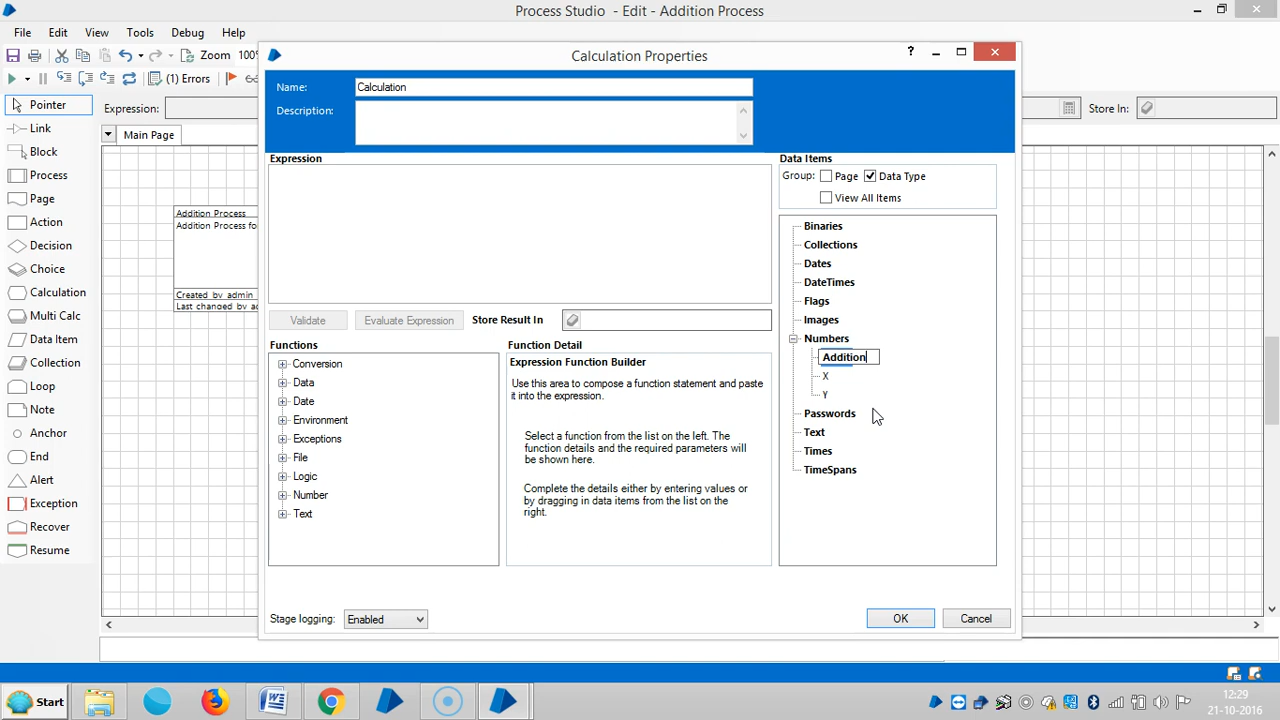 Process Studio - Edit - Addition Process
File Edit View Tools Debug Help
Zoom 100%
(1) Errors
Expression:
Store In:
Main Page
Pointer
Link
Block
Process
Page
Action
Decision
Choice
Calculation
Multi Calc
Data Item
Collection
Loop
Note
Anchor
End
Alert
Exception
Recover
Resume
Addition Process
Addition Process fo
Created by admin
Last changed by ad
Calculation Properties
?
Name: Calculation
Description:
Expression
Validate
Evaluate Expression
Store Result In
Functions
Conversion
Data
Date
Environment
Exceptions
File
Logic
Number
Text
Function Detail
Expression Function Builder
Use this area to compose a function statement and paste
it into the expression.
Select a function from the list on the left. The
function details and the required parameters will
be shown here.
Complete the details either by entering values or
by dragging in data items from the list on the
right.
Data Items
Group: Page Data Type
View All Items
Binaries
Collections
Dates
DateTimes
Flags
Images
Numbers
Addition
X
Y
Passwords
Text
Times
TimeSpans
Stage logging: Enabled
OK
Cancel
Start
12:29
21-10-2016